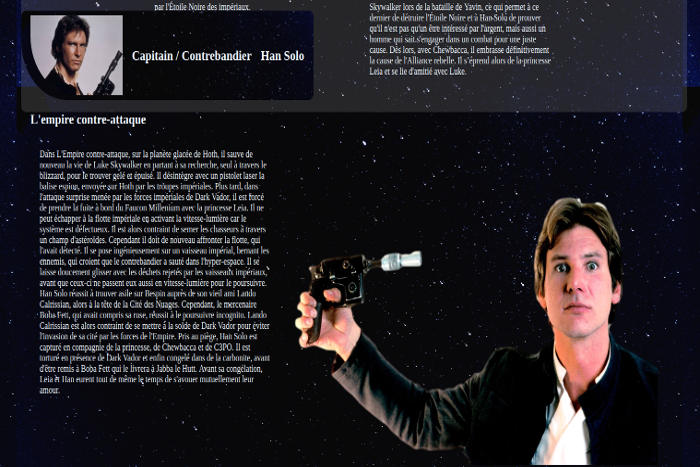 par l'Étoile Noire des impériaux.
Skywalker lors de la bataille de Yavin, ce qui permet à ce
dernier de détruire l'Étoile Noire et à Han Solo de prouver
qu'il n'est pas qu'un être intéressé par l'argent, mais aussi un
homme qui sait s'engager dans un combat pour une juste
cause. Dès lors, avec Chewbacca, il embrasse définitivement
la cause de l'Alliance rebelle. Il s'éprend alors de la princesse
Leia et se lie d'amitié avec Luke.
Capitain / Contrebandier Han Solo
L'empire contre-attaque
Dans L'Empire contre-attaque, sur la planète glacée de Hoth, il sauve de
nouveau la vie de Luke Skywalker en partant à sa recherche, seul à travers le
blizzard, pour le trouver gelé et épuisé. Il désintègre avec un pistolet laser la
balise espion, envoyée sur Hoth par les troupes impériales. Plus tard, dans
l'attaque surprise menée par les forces impériales de Dark Vador, il est forcé
de prendre la fuite à bord du Faucon Millenium avec la princesse Leia. Il ne
peut échapper à la flotte impériale en activant la vitesse-lumière car le
système est défectueux. Il est alors contraint de semer les chasseurs à travers
un champ d'astéroïdes. Cependant il doit de nouveau affronter la flotte, qui
l'avait détecté. Il se pose ingénieusement sur un vaisseau impérial, bernant les
ennemis, qui croient que le contrebandier a sauté dans l'hyper-espace. Il se
laisse doucement glisser avec les déchets rejetés par les vaisseaux impériaux,
avant que ceux-ci ne passent eux aussi en vitesse-lumière pour le poursuivre.
Han Solo réussit à trouver asile sur Bespin auprès de son vieil ami Lando
Calrissian, alors à la tête de la Cité des Nuages. Cependant, le mercenaire
Boba Fett, qui avait compris sa ruse, réussit à le poursuivre incognito. Lando
Calrissian est alors contraint de se mettre à la solde de Dark Vador pour éviter
l'invasion de sa cité par les forces de l'Empire. Pris au piège, Han Solo est
capturé en compagnie de la princesse, de Chewbacca et de C3PO. Il est
torturé en présence de Dark Vador et enfin congelé dans de la carbonite, avant
d'être remis à Boba Fett qui le livrera à Jabba le Hutt. Avant sa congélation,
Leia et Han eurent tout de même le temps de s'avouer mutuellement leur
amour.